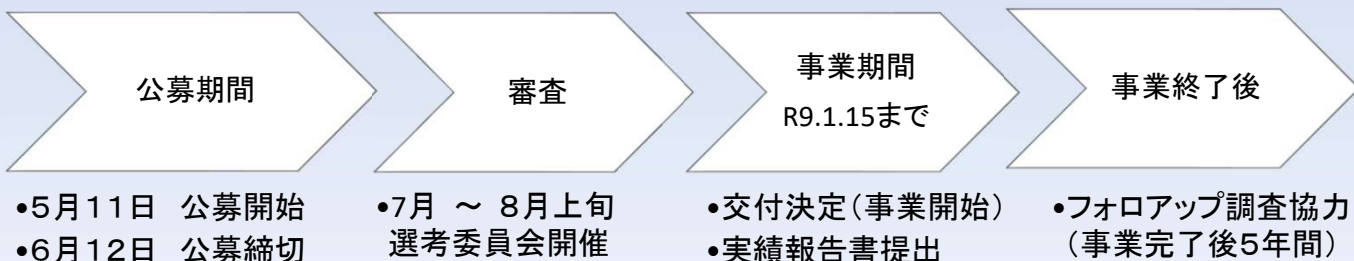 公募期間
審査
事業期間
R9.1.15まで
事業終了後
•5月11日　公募開始
•6月12日　公募締切
•7月 ～ 8月上旬
選考委員会開催
•交付決定(事業開始)
•実績報告書提出
•フォロアップ調査協力
(事業完了後5年間)